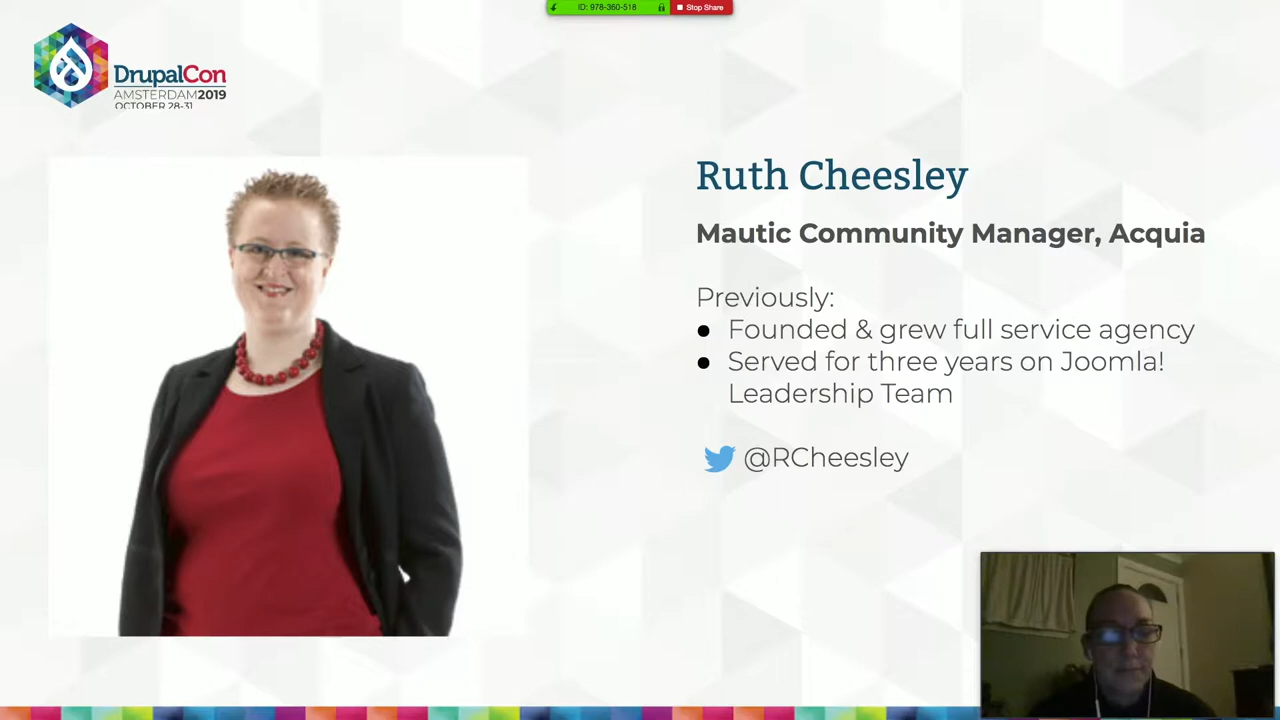 ID: 978-360-518
Stop Share
DrupalCon
AMSTERDAM2019
OCTOBER 28-31
Ruth Cheesley
Mautic Community Manager, Acquia
Previously:
● Founded & grew full service agency
● Served for three years on Joomla!
Leadership Team
@RCheesley